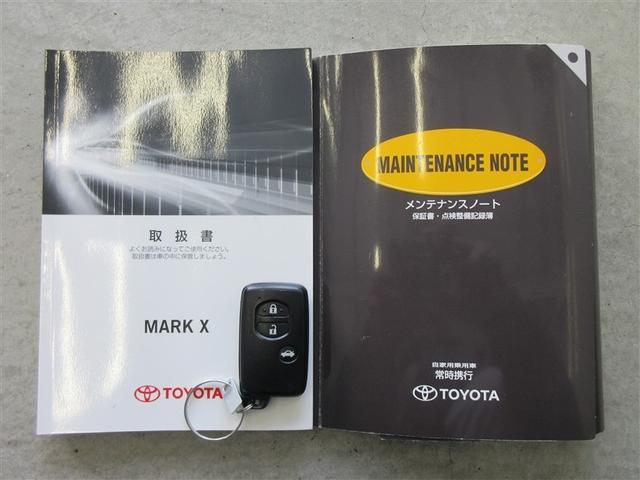 取扱書
よくお読みになってご使用ください。
取扱書は車の中に保管しましょう。
MARK X
TOYOTA
MAINTENANCE NOTE
メンテナンスノート
保証書・点検整備記録簿
自家用乗用車
常時携行
TOYOTA